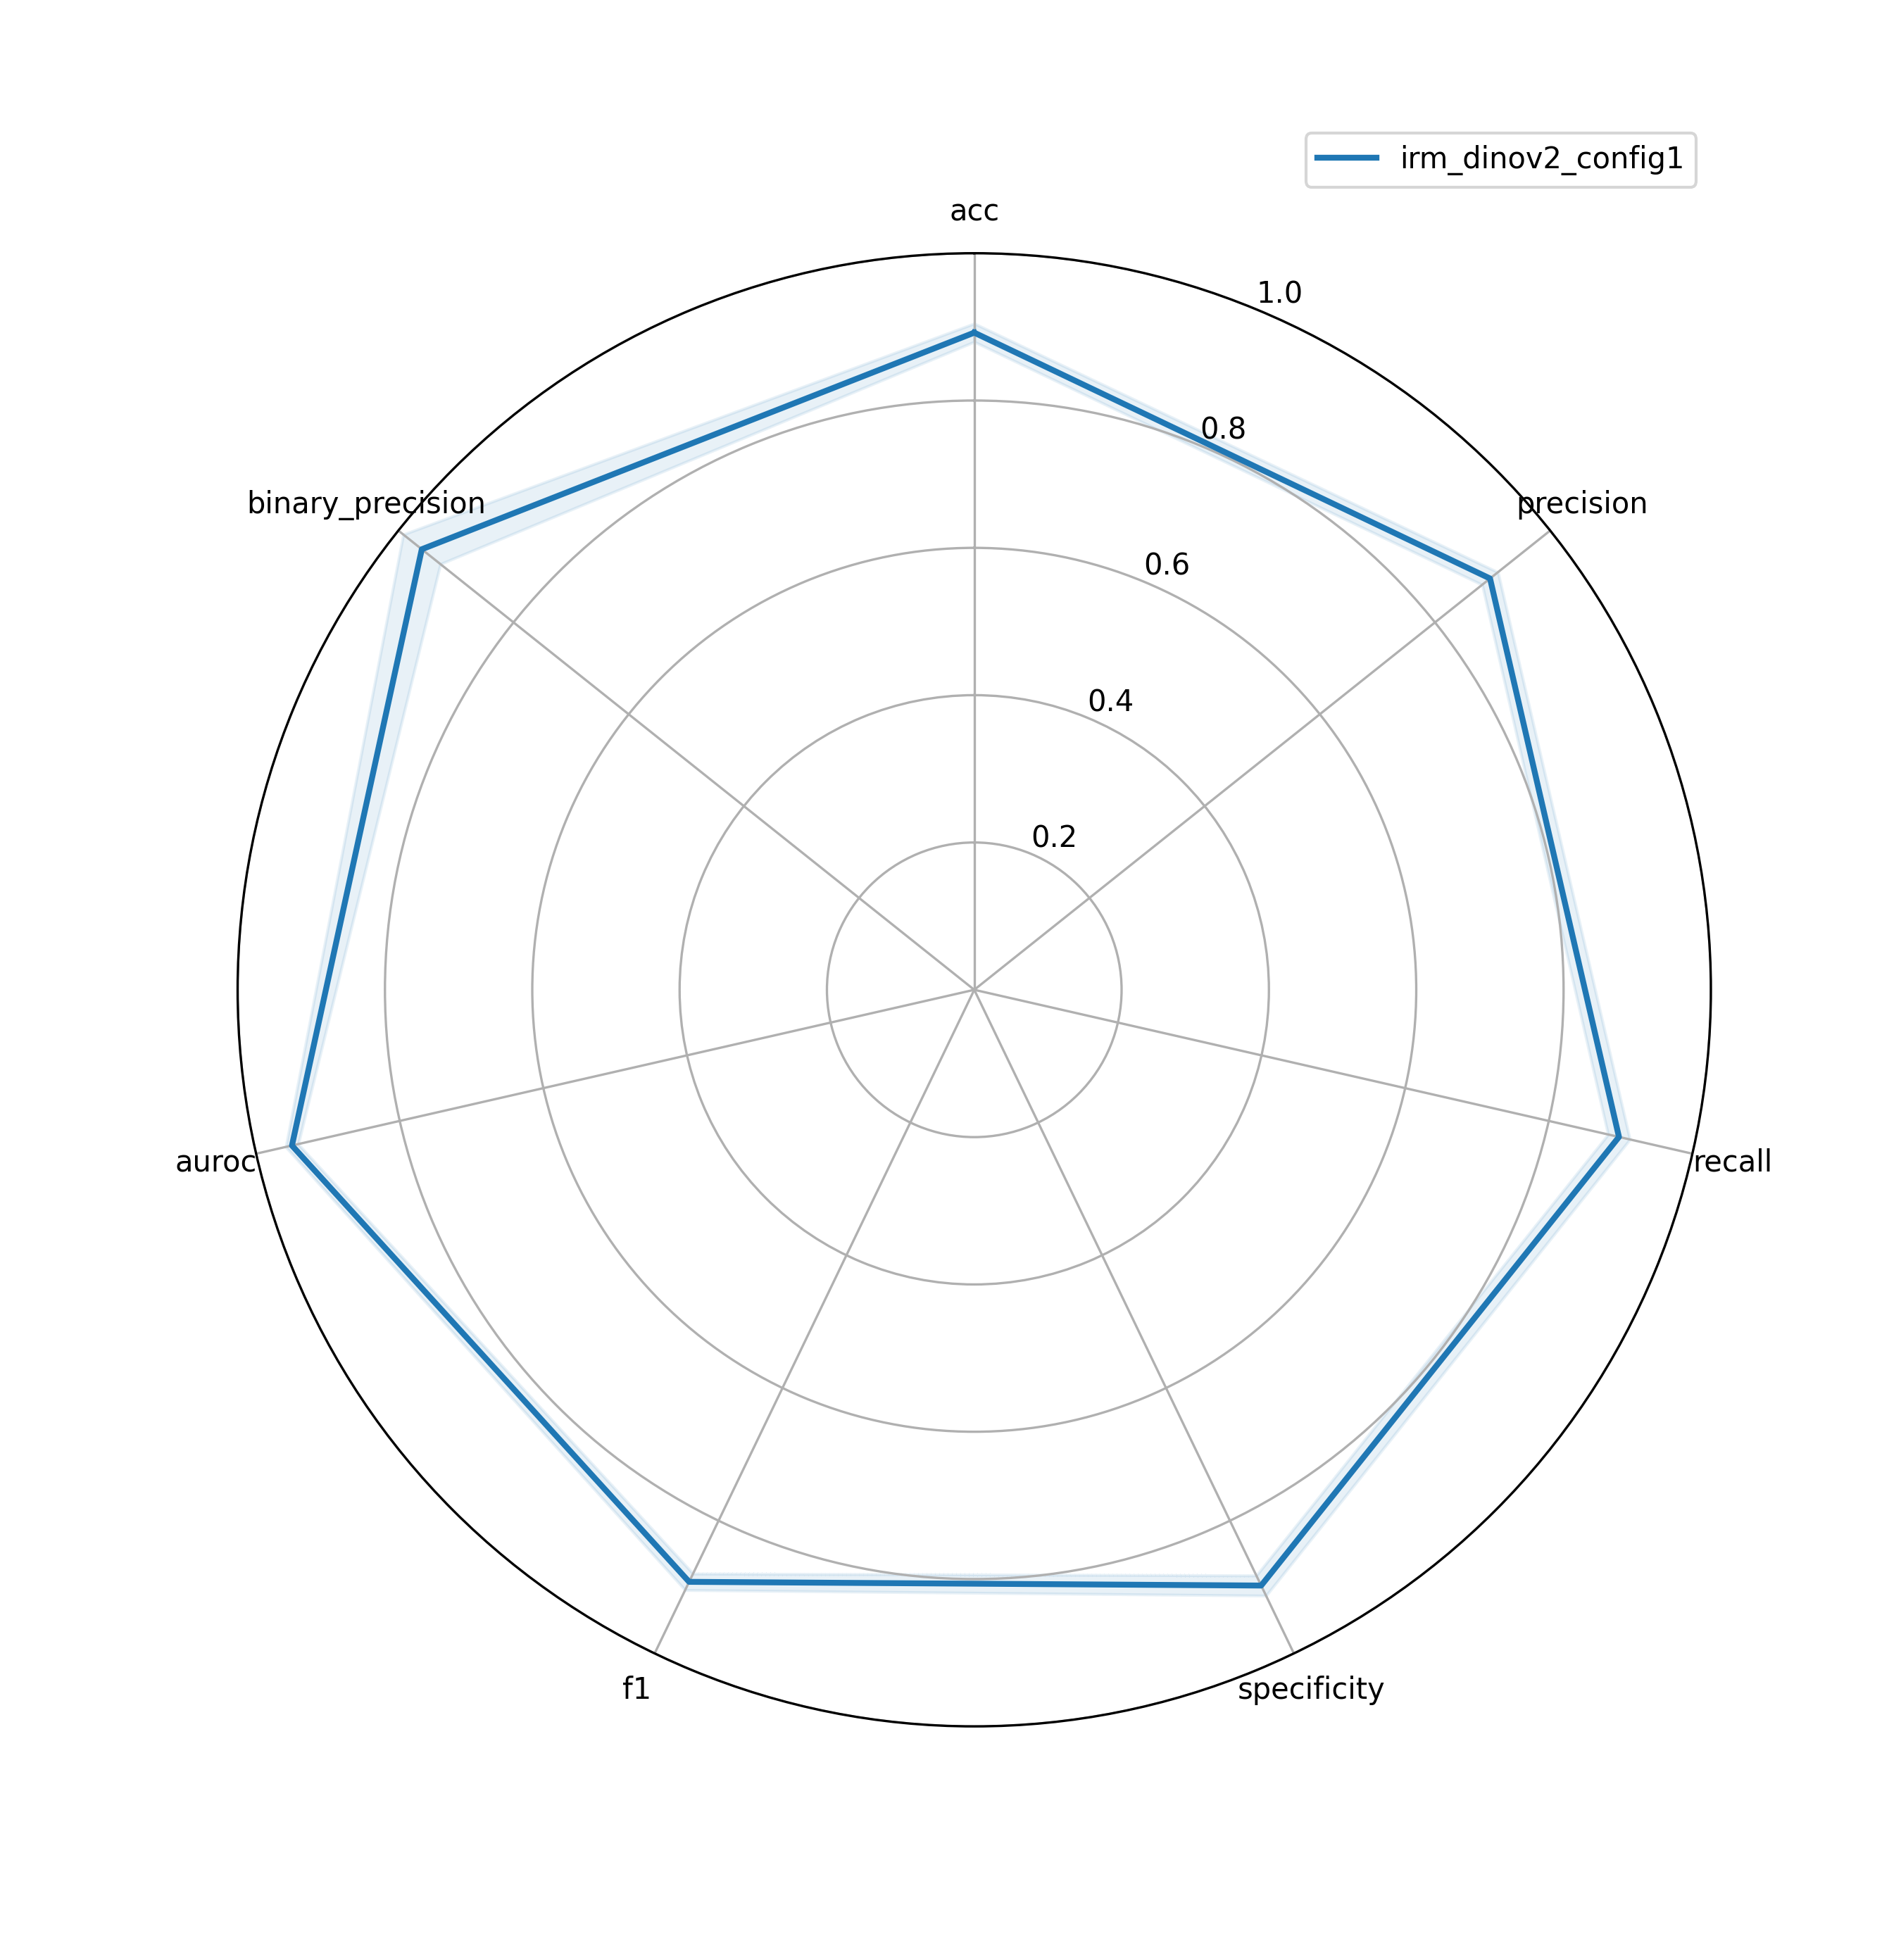 irm_dinov2_config1
acc
1.0
0.8
binary_precision
precision
0.6
0.4
0.2
auroc
recall
f1
specificity